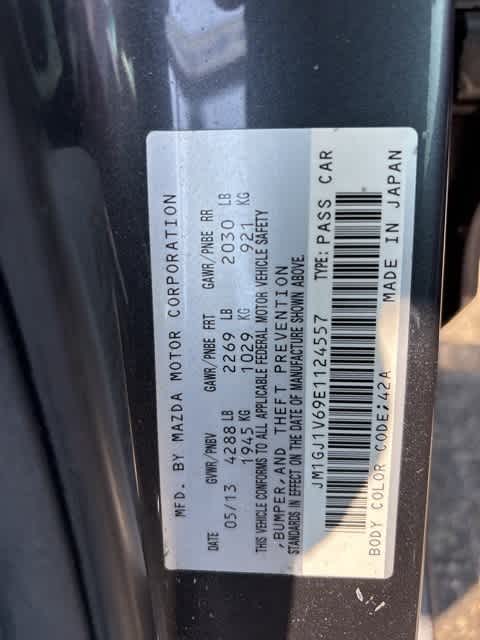 MFD. BY MAZDA MOTOR CORPORATION
DATE GVWR/PNBV GAWR/PNBE FRT GAWR/PNBE RR
05/13 4288 LB 2269 LB 2030 LB
1945 KG 1029 KG 921 KG
THIS VEHICLE CONFORMS TO ALL APPLICABLE FEDERAL MOTOR VEHICLE SAFETY
,BUMPER,AND THEFT PREVENTION
STANDARDS IN EFFECT ON THE DATE OF MANUFACTURE SHOWN ABOVE.
JM1GJ1V69E1124557 TYPE: PASS CAR
BODY COLOR CODE;42A MADE IN JAPAN